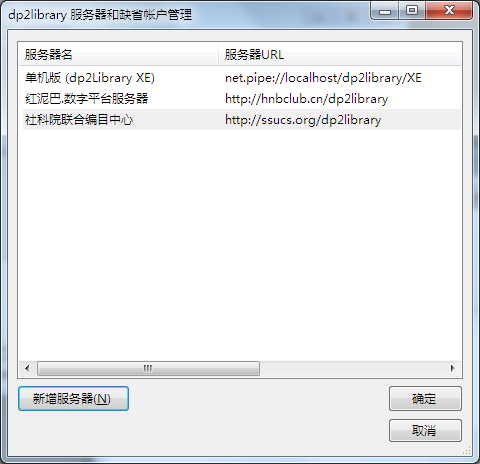 dp2library 服务器和缺省帐户管理
服务器名 服务器URL
单机版 (dp2Library XE) net.pipe://localhost/dp2library/XE
红泥巴.数字平台服务器 http://hnbclub.cn/dp2library
社科院联合编目中心 http://ssucs.org/dp2library
新增服务器(N) 确定
取消